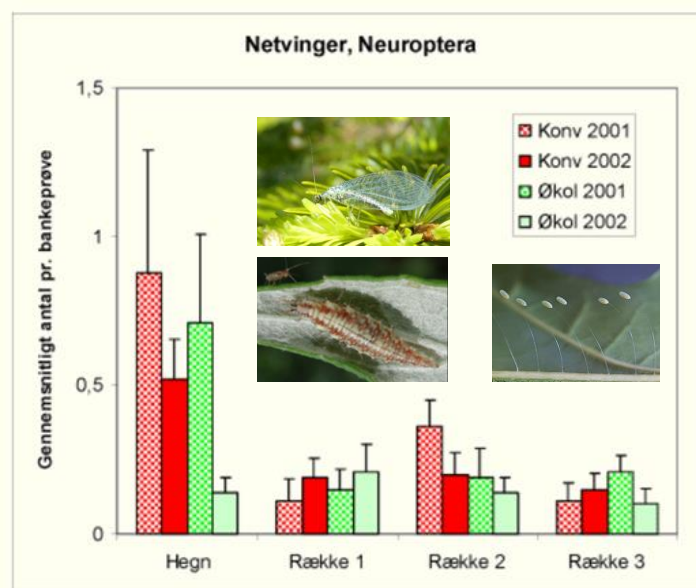 Netvinger, Neuroptera
Gennemsnitligt antal pr. bankeprøve
1,5
1
0,5
0
Konv 2001
Konv 2002
Økol 2001
Økol 2002
Hegn Række 1 Række 2 Række 3